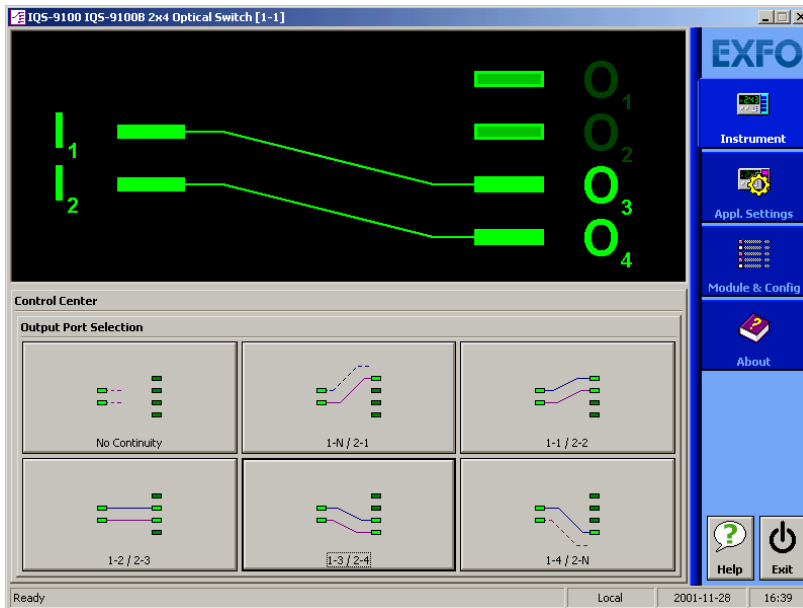 IQS-9100 IQS-9100B 2x4 Optical Switch [1-1]
EXFO
I1
I2
O1
O2
O3
O4
Instrument
Appl. Settings
Module & Config
About
Control Center
Output Port Selection
No Continuity
1-N / 2-1
1-1 / 2-2
1-2 / 2-3
1-3 / 2-4
1-4 / 2-N
?
Help
Exit
Ready
Local
2001-11-28
16:39